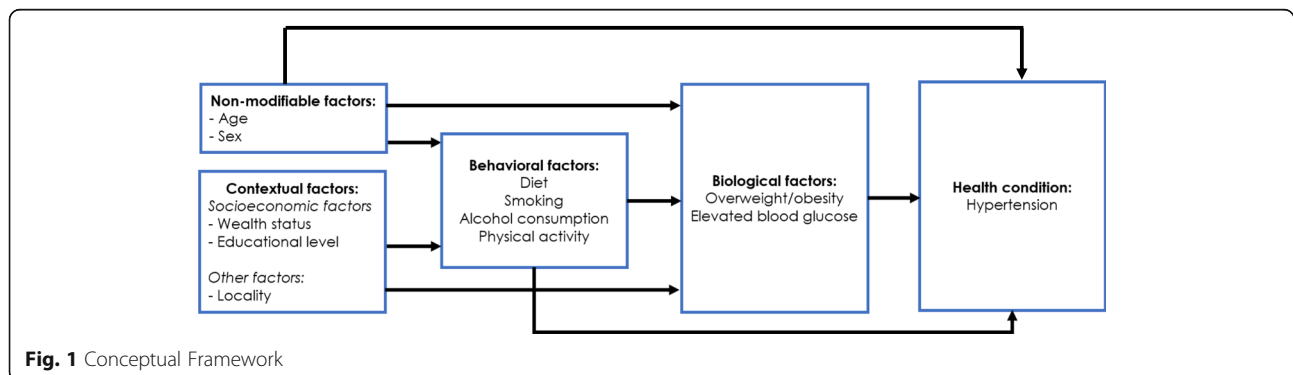 Non-modifiable factors:
- Age
- Sex
Contextual factors:
Socioeconomic factors
- Wealth status
- Educational level
Other factors:
- Locality
Behavioral factors:
Diet
Smoking
Alcohol consumption
Physical activity
Biological factors:
Overweight/obesity
Elevated blood glucose
Health condition:
Hypertension
Fig. 1 Conceptual Framework